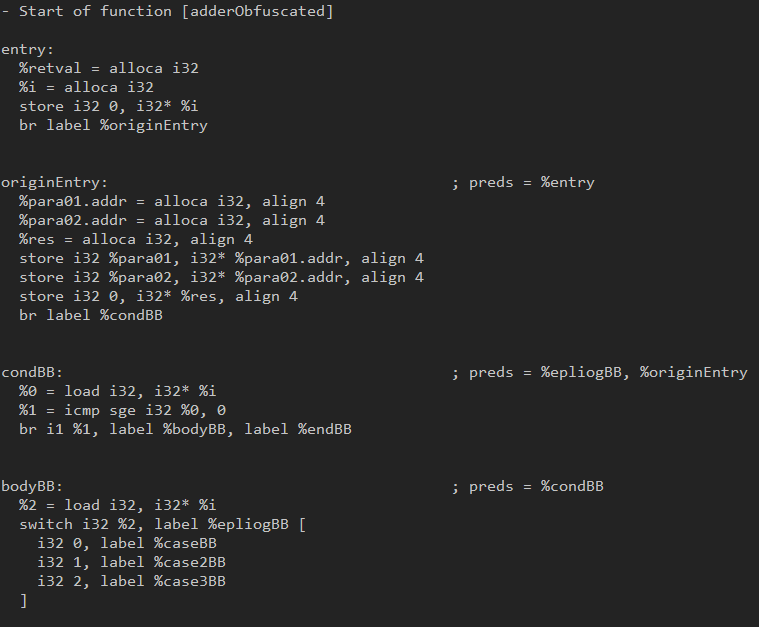 - Start of function [adderObfuscated]
entry:
%retval = alloca i32
%i = alloca i32
store i32 0, i32* %i
br label %originEntry
originEntry: ; preds = %entry
%para01.addr = alloca i32, align 4
%para02.addr = alloca i32, align 4
%res = alloca i32, align 4
store i32 %para01, i32* %para01.addr, align 4
store i32 %para02, i32* %para02.addr, align 4
store i32 0, i32* %res, align 4
br label %condBB
condBB: ; preds = %epliogBB, %originEntry
%0 = load i32, i32* %i
%1 = icmp sge i32 %0, 0
br i1 %1, label %bodyBB, label %endBB
bodyBB: ; preds = %condBB
%2 = load i32, i32* %i
switch i32 %2, label %epliogBB [
i32 0, label %caseBB
i32 1, label %case2BB
i32 2, label %case3BB
]